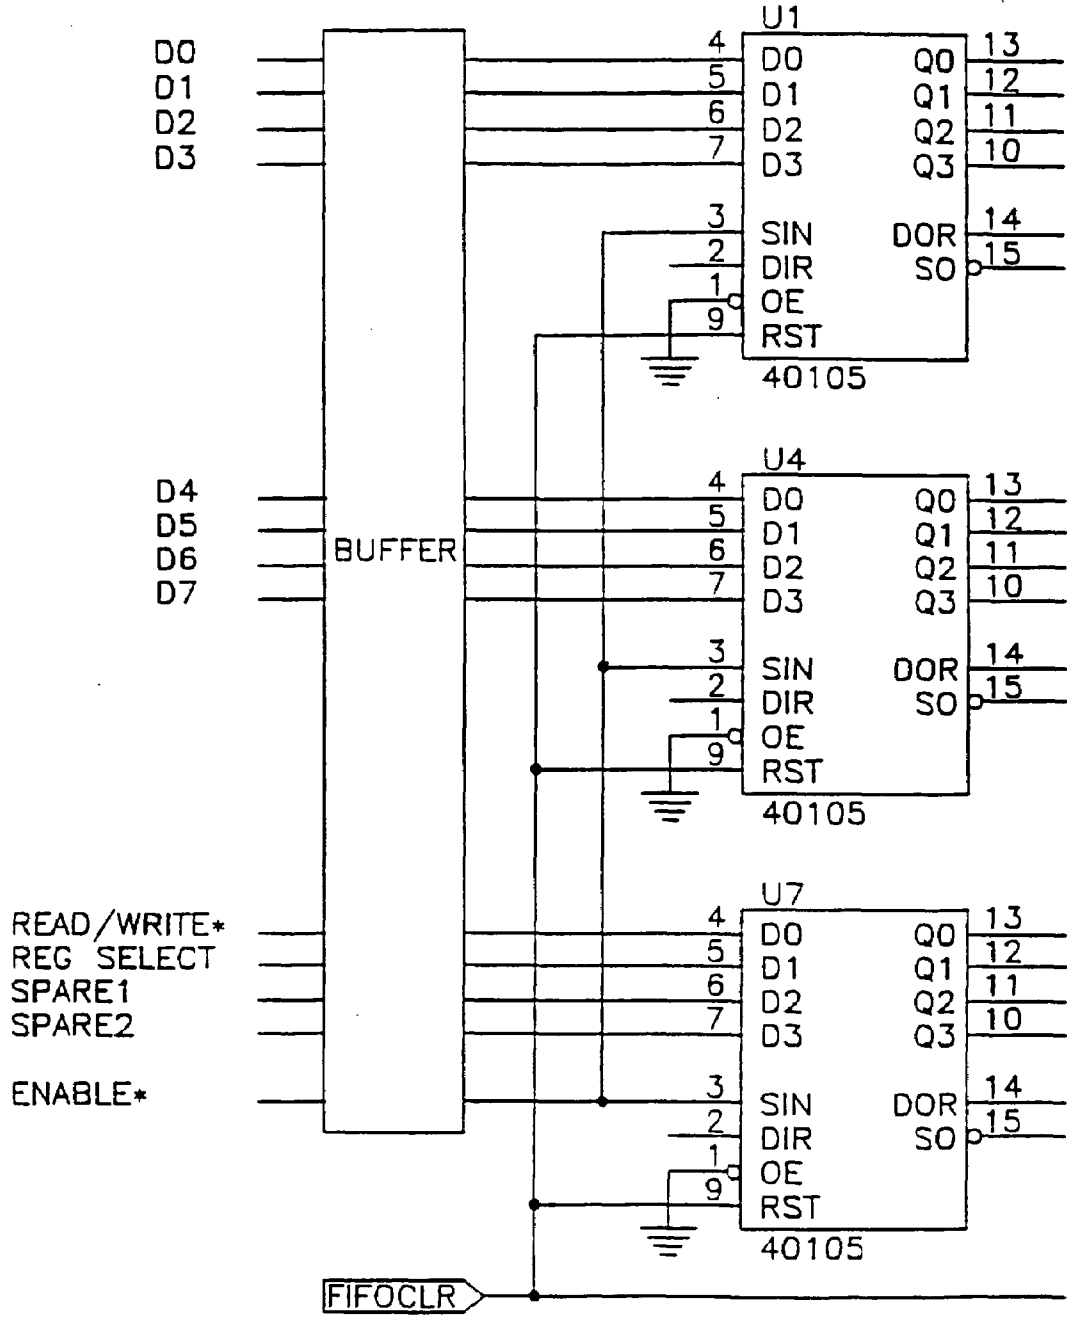 U1
D0 4 D0 Q0 13
D1 5 D1 Q1 12
D2 6 D2 Q2 11
D3 7 D3 Q3 10
3 SIN DOR 14
2 DIR SO 15
1 OE
9 RST
40105
U4
D4 4 D0 Q0 13
D5 5 D1 Q1 12
BUFFER
D6 6 D2 Q2 11
D7 7 D3 Q3 10
3 SIN DOR 14
2 DIR SO 15
1 OE
9 RST
40105
U7
READ/WRITE* 4 D0 Q0 13
REG SELECT 5 D1 Q1 12
SPARE1 6 D2 Q2 11
SPARE2 7 D3 Q3 10
ENABLE* 3 SIN DOR 14
2 DIR SO 15
1 OE
9 RST
40105
FIFOCLR